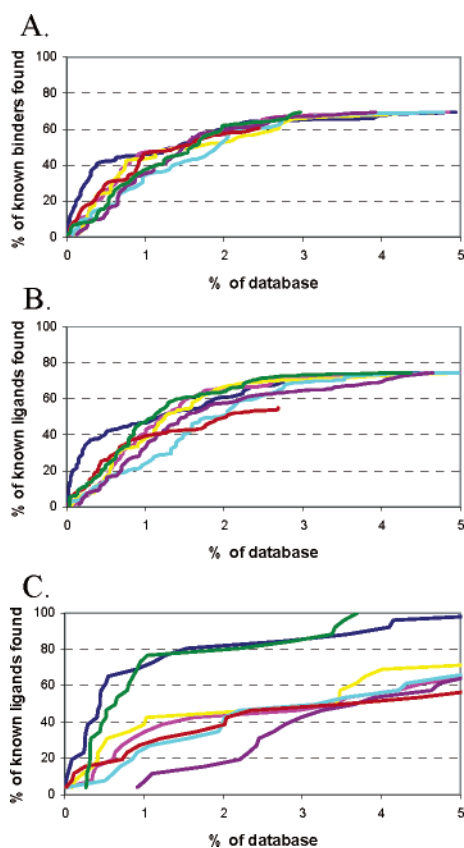 A.
% of known binders found
100
80
60
40
20
0
0 1 2 3 4 5
% of database
B.
% of known ligands found
100
80
60
40
20
0
0 1 2 3 4 5
% of database
C.
% of known ligands found
100
80
60
40
20
0
0 1 2 3 4 5
% of database